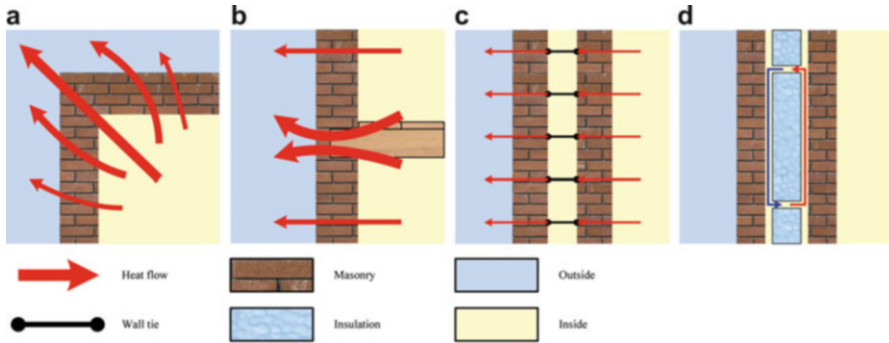 a
b
c
d
Heat flow
Masonry
Outside
Wall tie
Insulation
Inside